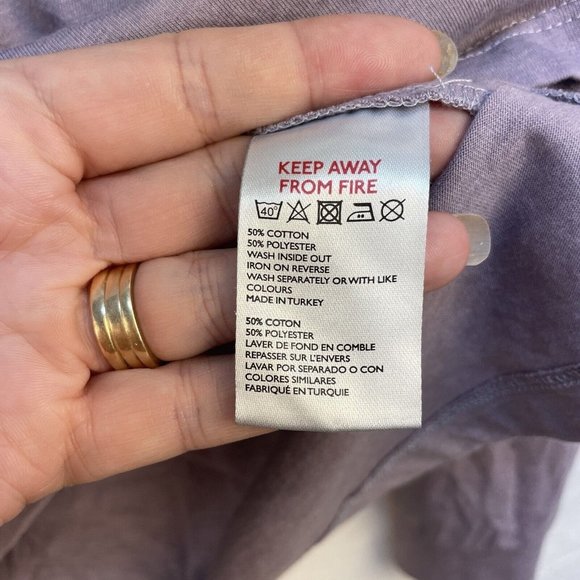 KEEP AWAY
FROM FIRE
40°
50% COTTON
50% POLYESTER
WASH INSIDE OUT
IRON ON REVERSE
WASH SEPARATELY OR WITH LIKE
COLOURS
MADE IN TURKEY
50% COTON
50% POLYESTER
LAVER DE FOND EN COMBLE
REPASSER SUR L'ENVERS
LAVAR POR SEPARADO O CON
COLORES SIMILARES
FABRIQUÉ EN TURQUIE